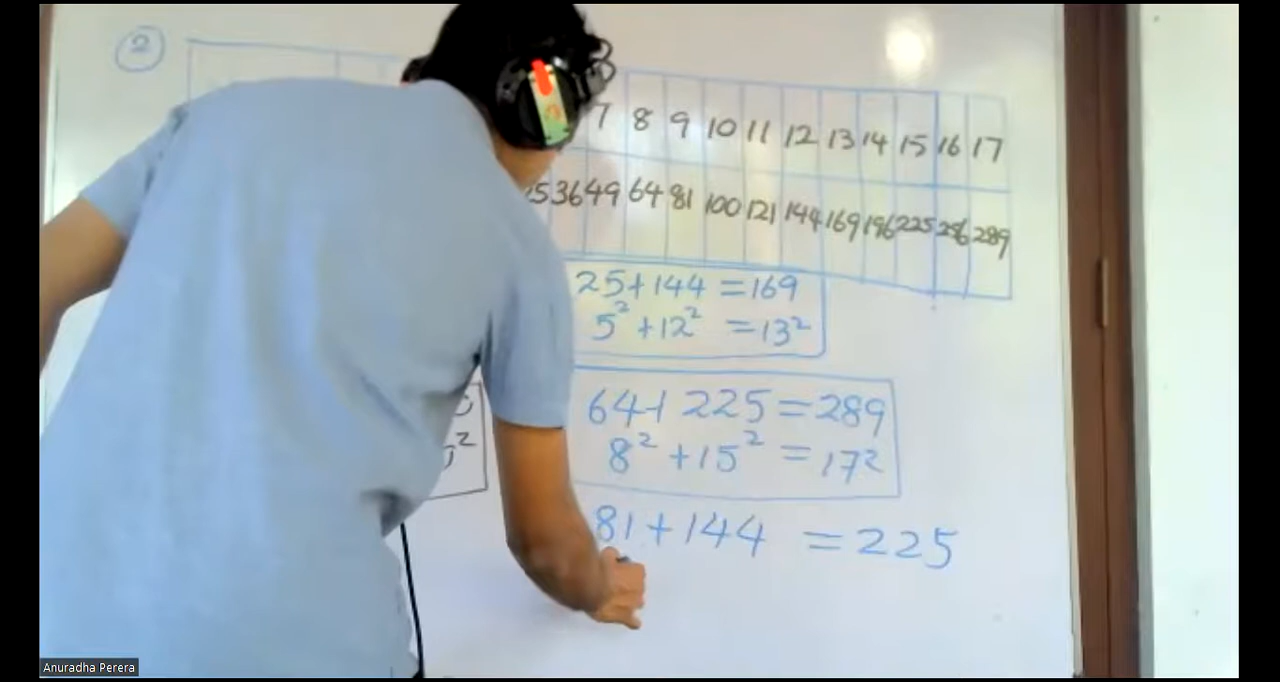 2
7 8 9 10 11 12 13 14 15 16 17
36 49 64 81 100 121 144 169 196 225 256 289
25+144 =169
5² +12² =13²
64+ 225 =289
8² +15² = 17²
81+144 =225
Anuradha Perera